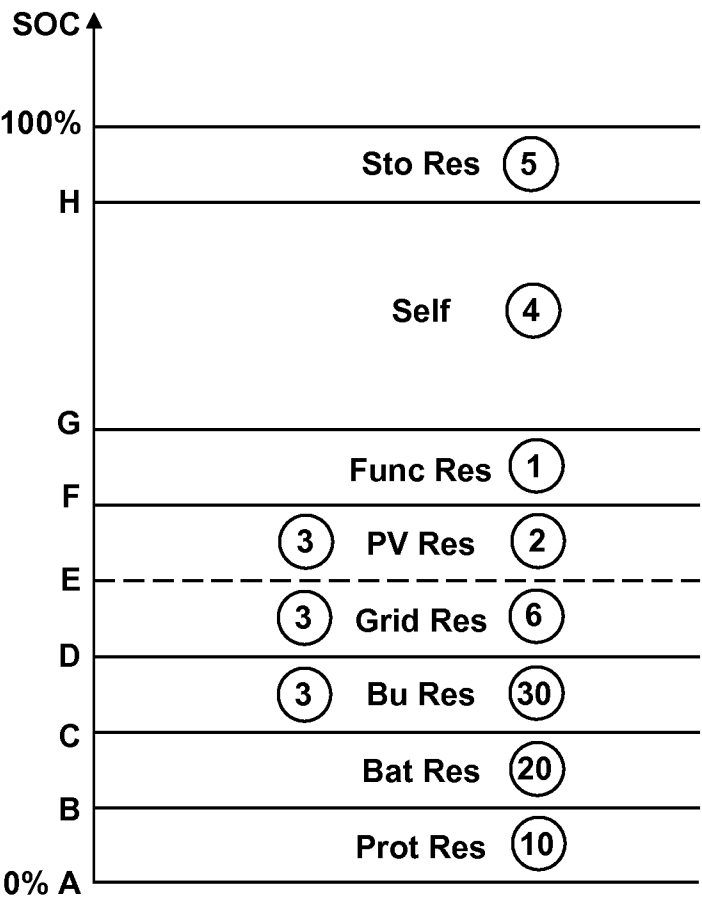 SOC
100%
Sto Res 5
H
Self 4
G
Func Res 1
F
3 PV Res 2
E
3 Grid Res 6
D
3 Bu Res 30
C
Bat Res 20
B
Prot Res 10
0% A